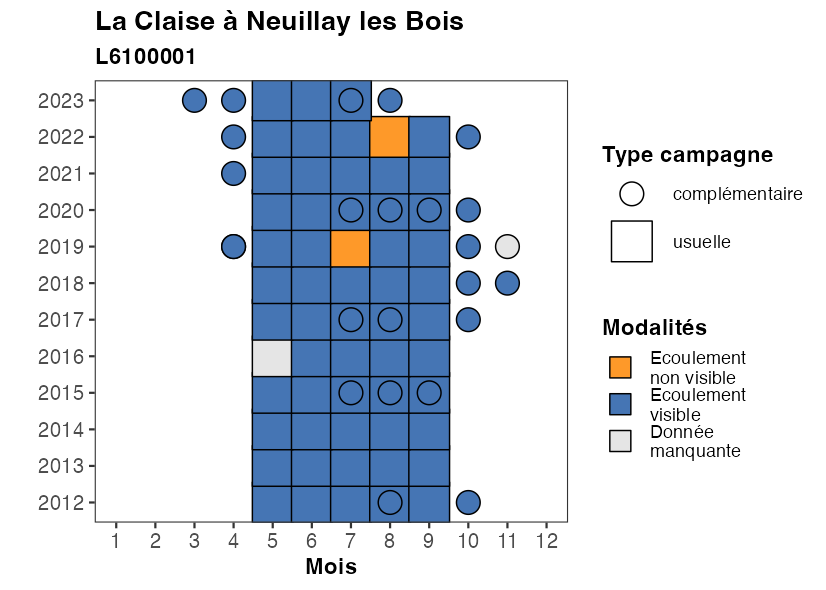 La Claise à Neuillay les Bois
L6100001
2023
2022
2021
2020
2019
2018
2017
2016
2015
2014
2013
2012
1 2 3 4 5 6 7 8 9 10 11 12
Mois
Type campagne
complémentaire
usuelle
Modalités
Ecoulement
non visible
Ecoulement
visible
Donnée
manquante